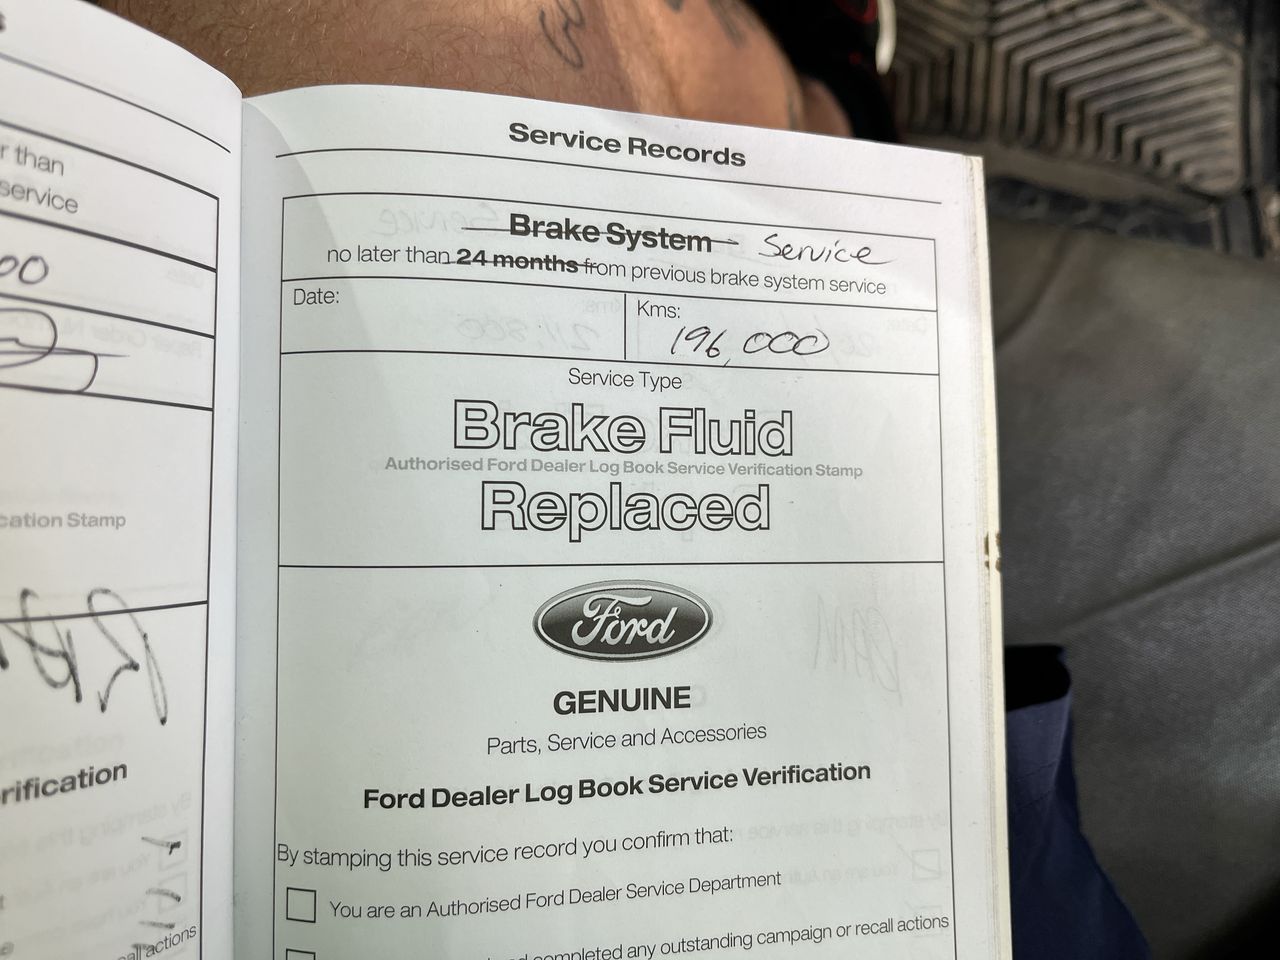 r than
service
00
cation Stamp
rification
all actions
Service Records
Brake System Service
no later than 24 months from previous brake system service
Date:
Kms:
196,000
Service Type
Brake Fluid
Authorised Ford Dealer Log Book Service Verification Stamp
Replaced
Ford
GENUINE
Parts, Service and Accessories
Ford Dealer Log Book Service Verification
By stamping this service record you confirm that:
You are an Authorised Ford Dealer Service Department
completed any outstanding campaign or recall actions